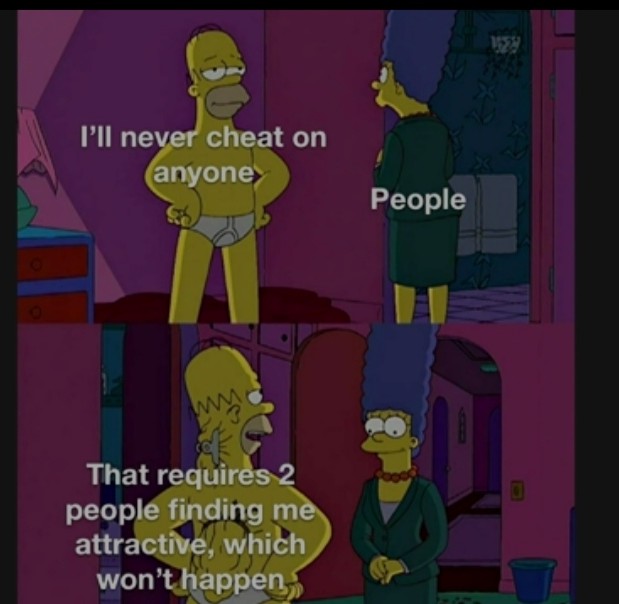 I'll never cheat on
anyone
People
That requires 2
people finding me
attractive, which
won't happen